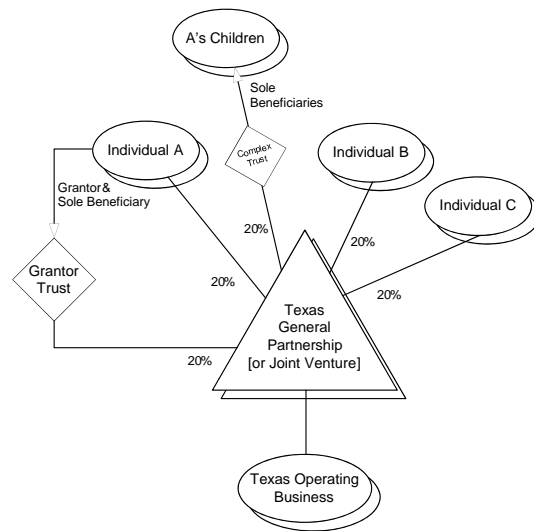 A's Children
Sole
Beneficiaries
Complex
Trust
Individual A
Individual B
Individual C
Grantor&
Sole Beneficiary
Grantor
Trust
20%
20%
20%
20%
20%
Texas
General
Partnership
[or Joint Venture]
Texas Operating
Business